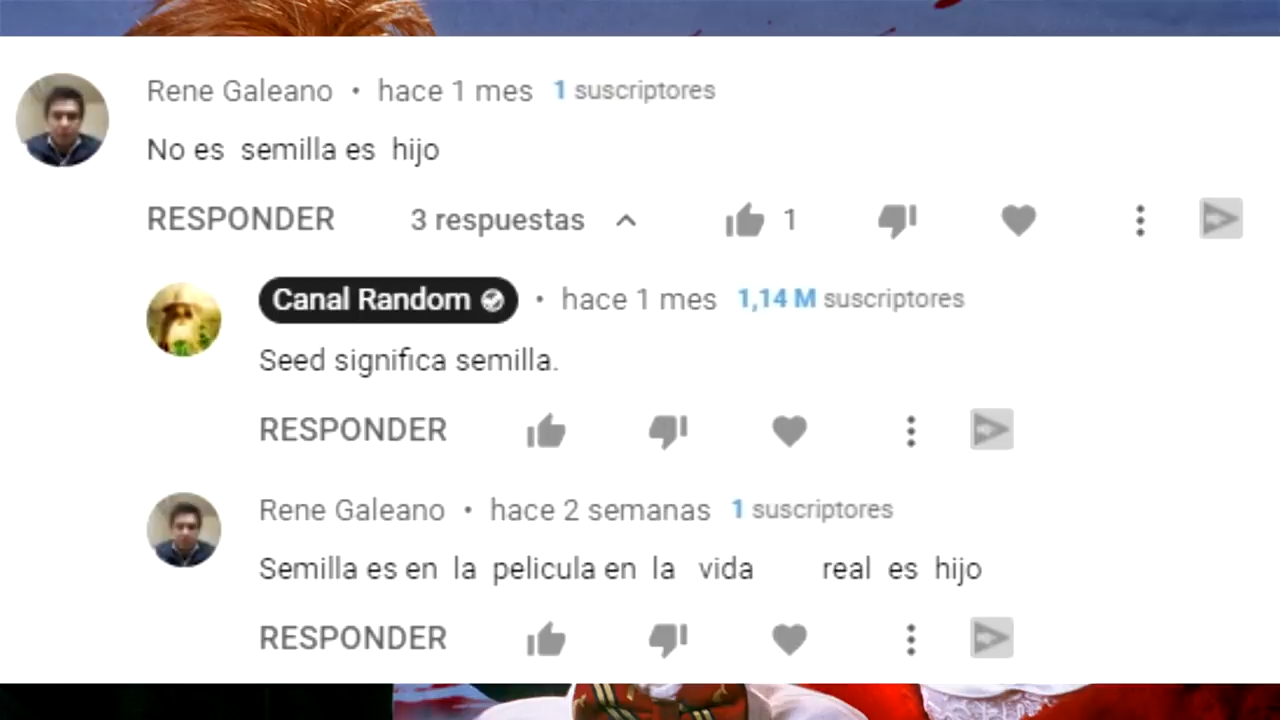 Rene Galeano • hace 1 mes 1 suscriptores
No es semilla es hijo
RESPONDER 3 respuestas 1
Canal Random • hace 1 mes 1,14 M suscriptores
Seed significa semilla.
RESPONDER
Rene Galeano • hace 2 semanas 1 suscriptores
Semilla es en la pelicula en la vida real es hijo
RESPONDER